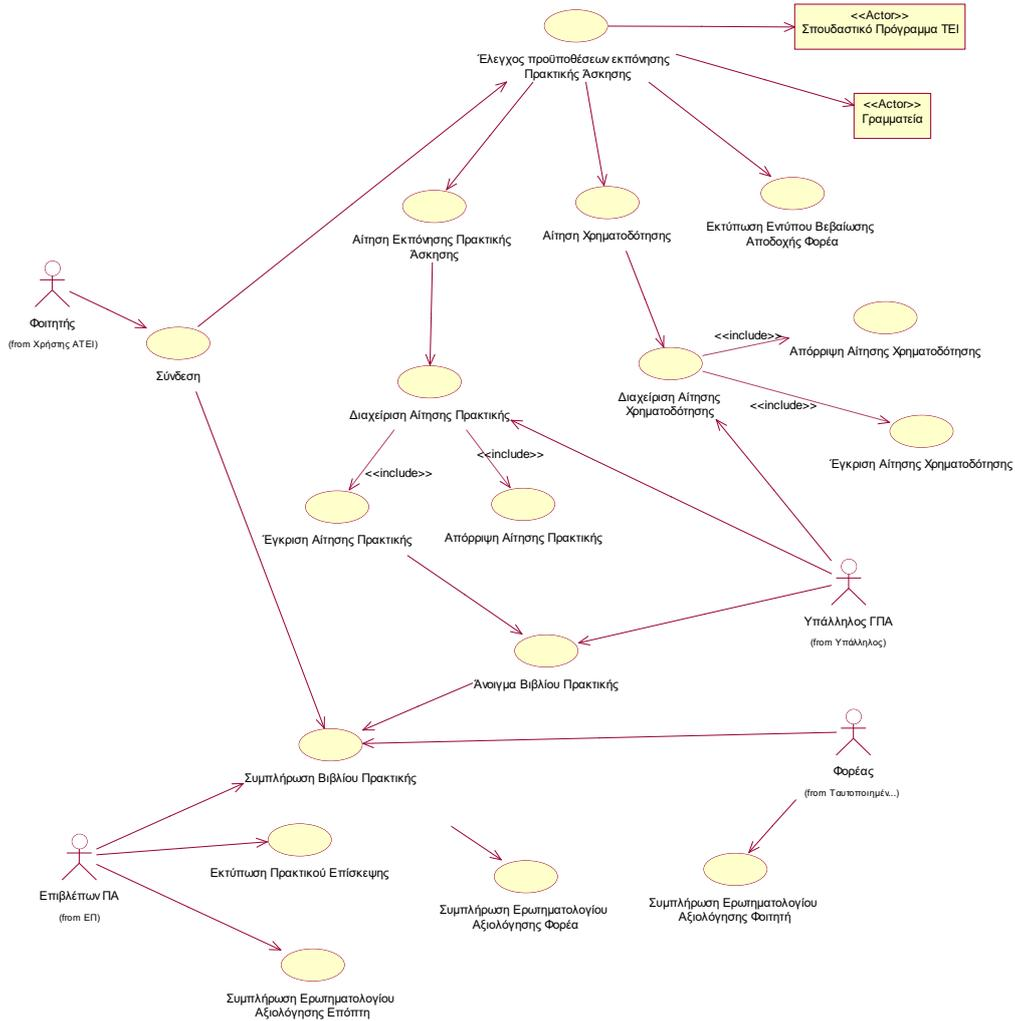 <<Actor>>
Σπουδαστικό Πρόγραμμα ΤΕΙ
Έλεγχος προϋποθέσεων εκπόνησης
Πρακτικής Άσκησης
<<Actor>>
Γραμματεία
Αίτηση Εκπόνησης Πρακτικής
Άσκησης
Αίτηση Χρηματοδότησης
Εκτύπωση Εντύπου Βεβαίωσης
Αποδοχής Φορέα
Φοιτητής
(from Χρήστης ΑΤΕΙ)
Σύνδεση
<<include>>
Απόρριψη Αίτησης Χρηματοδότησης
Διαχείριση Αίτησης Πρακτικής
Διαχείριση Αίτησης
Χρηματοδότησης
<<include>>
Έγκριση Αίτησης Χρηματοδότησης
<<include>>
<<include>>
Έγκριση Αίτησης Πρακτικής
Απόρριψη Αίτησης Πρακτικής
Υπάλληλος ΓΠΑ
(from Υπάλληλος)
Άνοιγμα Βιβλίου Πρακτικής
Συμπλήρωση Βιβλίου Πρακτικής
Φορέας
(from Ταυτοποιημέν...)
Επιβλέπων ΠΑ
(from ΕΠ)
Εκτύπωση Πρακτικού Επίσκεψης
Συμπλήρωση Ερωτηματολογίου
Αξιολόγησης Φορέα
Συμπλήρωση Ερωτηματολογίου
Αξιολόγησης Φοιτητή
Συμπλήρωση Ερωτηματολογίου
Αξιολόγησης Επόπτη